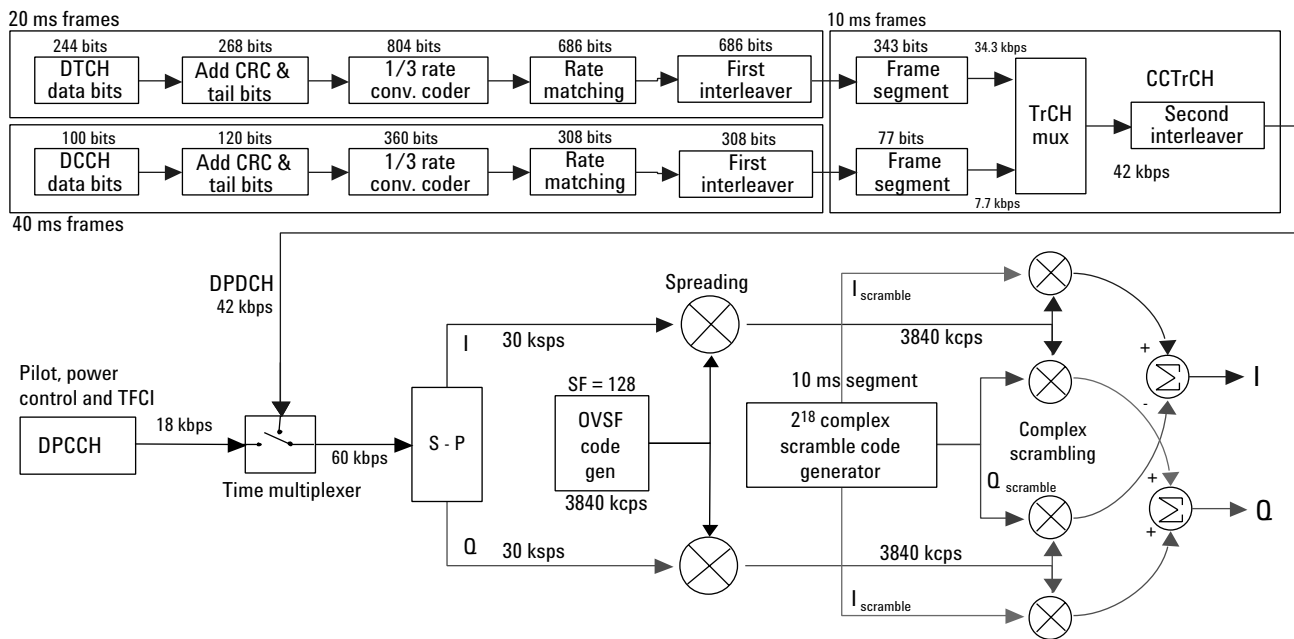 20 ms frames
10 ms frames
244 bits
268 bits
804 bits
686 bits
686 bits
343 bits
34.3 kbps
DTCH
data bits
Add CRC &
tail bits
1/3 rate
conv. coder
Rate
matching
First
interleaver
Frame
segment
TrCH
mux
CCTrCH
Second
interleaver
42 kbps
100 bits
120 bits
360 bits
308 bits
308 bits
77 bits
DCCH
data bits
Add CRC &
tail bits
1/3 rate
conv. coder
Rate
matching
First
interleaver
Frame
segment
7.7 kbps
40 ms frames
DPDCH
42 kbps
Spreading
I scramble
I
30 ksps
3840 kcps
+
Σ
I
-
Pilot, power
control and TFCI
DPCCH
18 kbps
60 kbps
Time multiplexer
S - P
SF = 128
OVSF
code
gen
3840 kcps
10 ms segment
2¹⁸ complex
scramble code
generator
Complex
scrambling
Q scramble
+
Σ
Q
+
Q
30 ksps
3840 kcps
I scramble